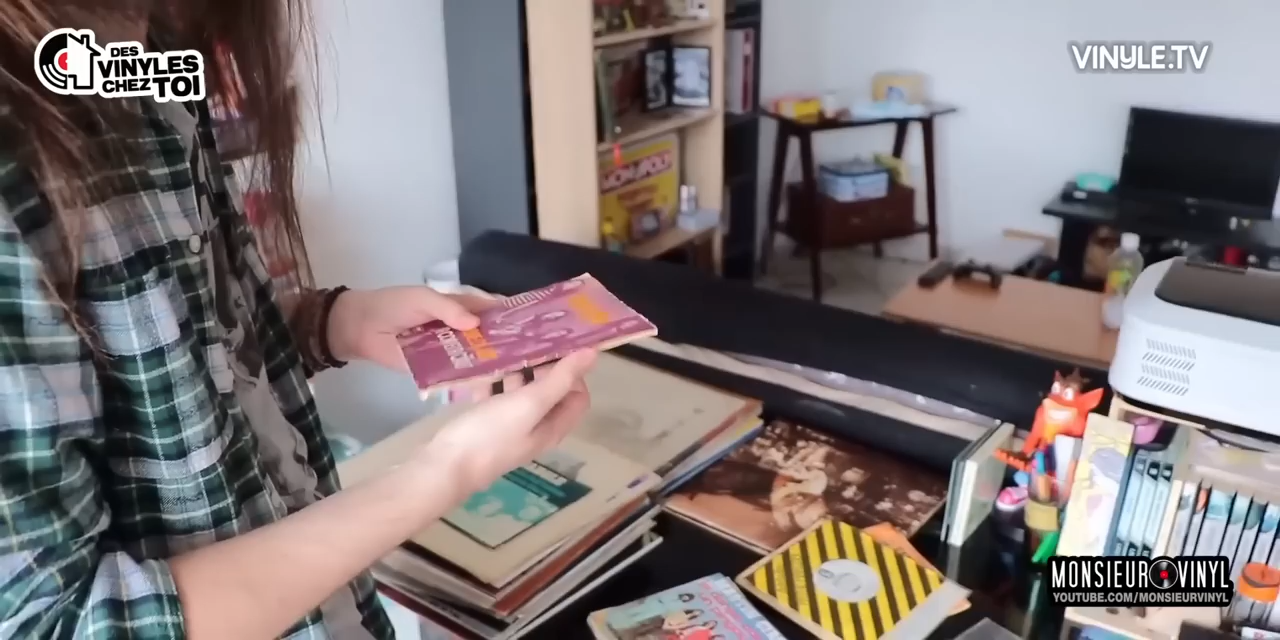 DES
VINYLES
CHEZ TOI
VINYLE.TV
MONOPOLY
MONSIEUR VINYL
YOUTUBE.COM/MONSIEURVINYL